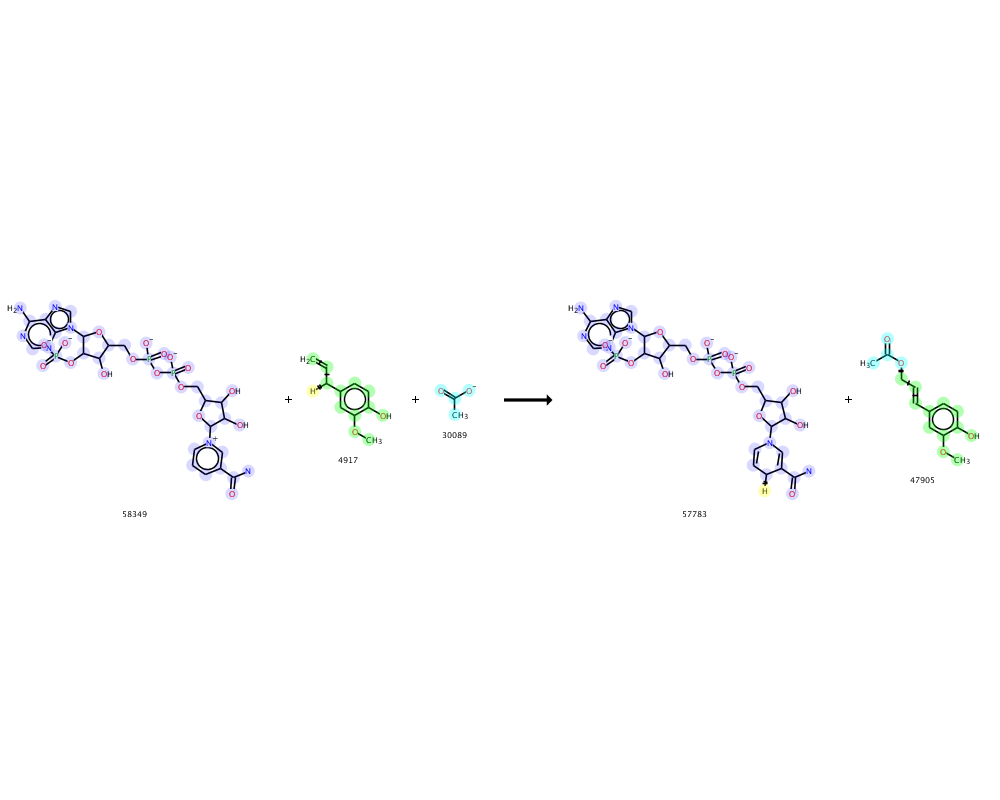 H₂N N N O O⁻ O⁻ N N P O O OH O O⁻ P O O⁻ O P O O OH O OH N⁺ N O
58349
+
H₂C H OH O CH₃
4917
+
O O⁻ CH₃
30089
H₂N N N O O⁻ O⁻ N N P O O OH O O⁻ P O O⁻ O P O O OH O OH N N H O
57783
+
O H₃C O OH O CH₃
47905